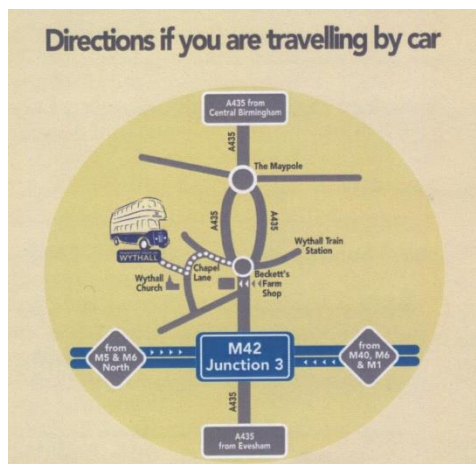 Directions if you are travelling by car
A435 from
Central Birmingham
A435
The Maypole
A435
A435
Wythall Train
Station
WYTHALL
Chapel
Lane
Wythall
Church
Beckett's
Farm
Shop
from
M5 & M6
North
M42
Junction 3
from
M40, M6
& M1
A435
A435
from Evesham